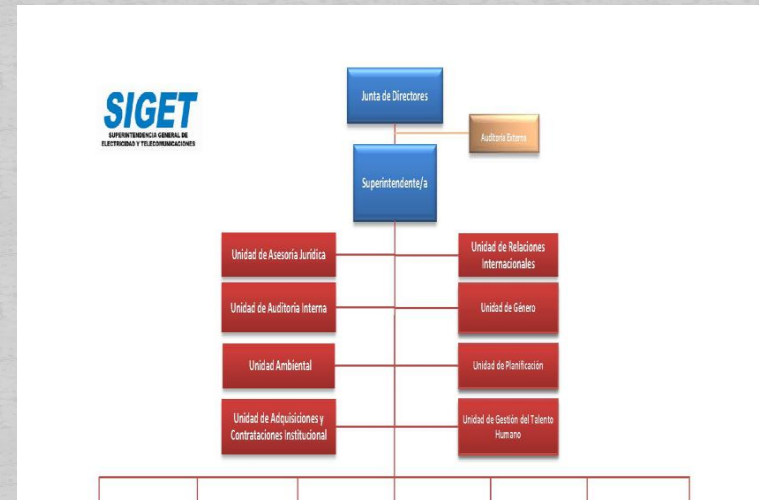 SIGET
SUPERINTENDENCIA GENERAL DE
ELECTRICIDAD Y TELECOMUNICACIONES
Junta de Directores
Auditoria Externa
Superintendente/a
Unidad de Asesoría Jurídica
Unidad de Relaciones
Internacionales
Unidad de Auditoria Interna
Unidad de Género
Unidad Ambiental
Unidad de Planificación
Unidad de Adquisiciones y
Contrataciones Institucional
Unidad de Gestión del Talento
Humano